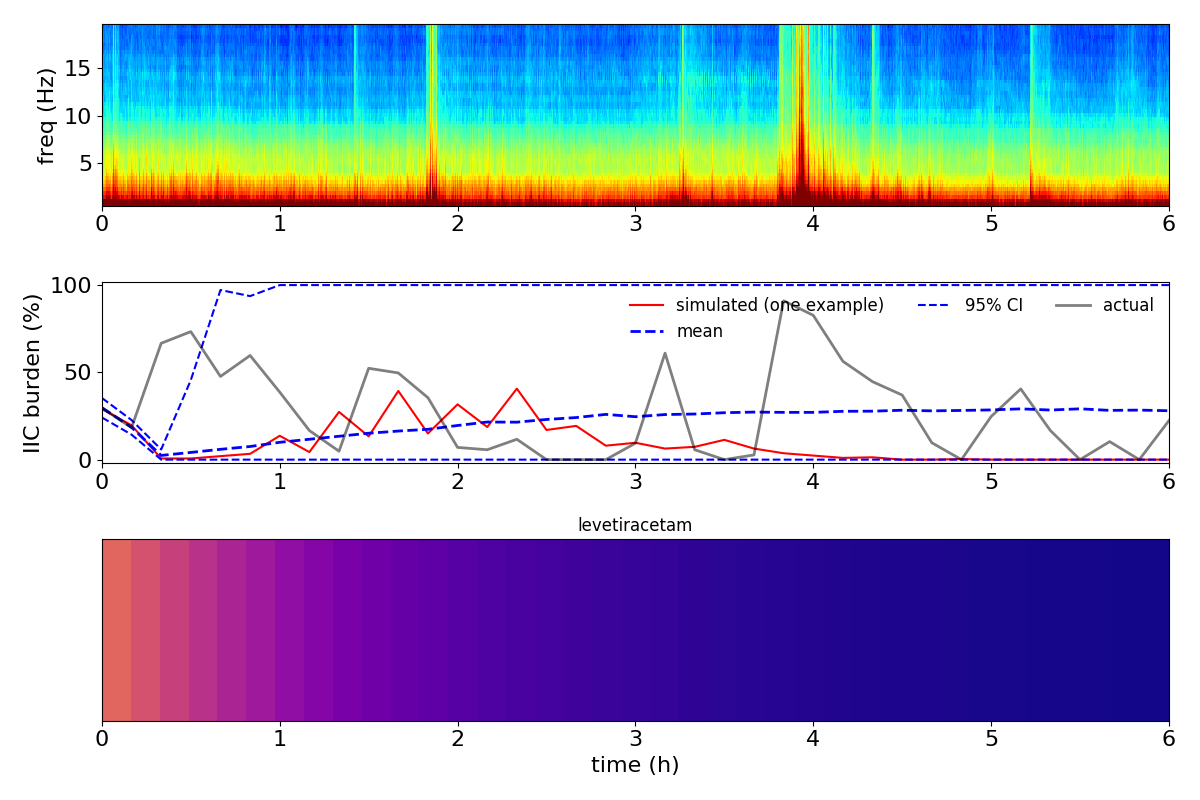 freq (Hz)
15
10
5
0 1 2 3 4 5 6
IIC burden (%)
100
50
0
simulated (one example)
mean
95% CI
actual
0 1 2 3 4 5 6
levetiracetam
0 1 2 3 4 5 6
time (h)